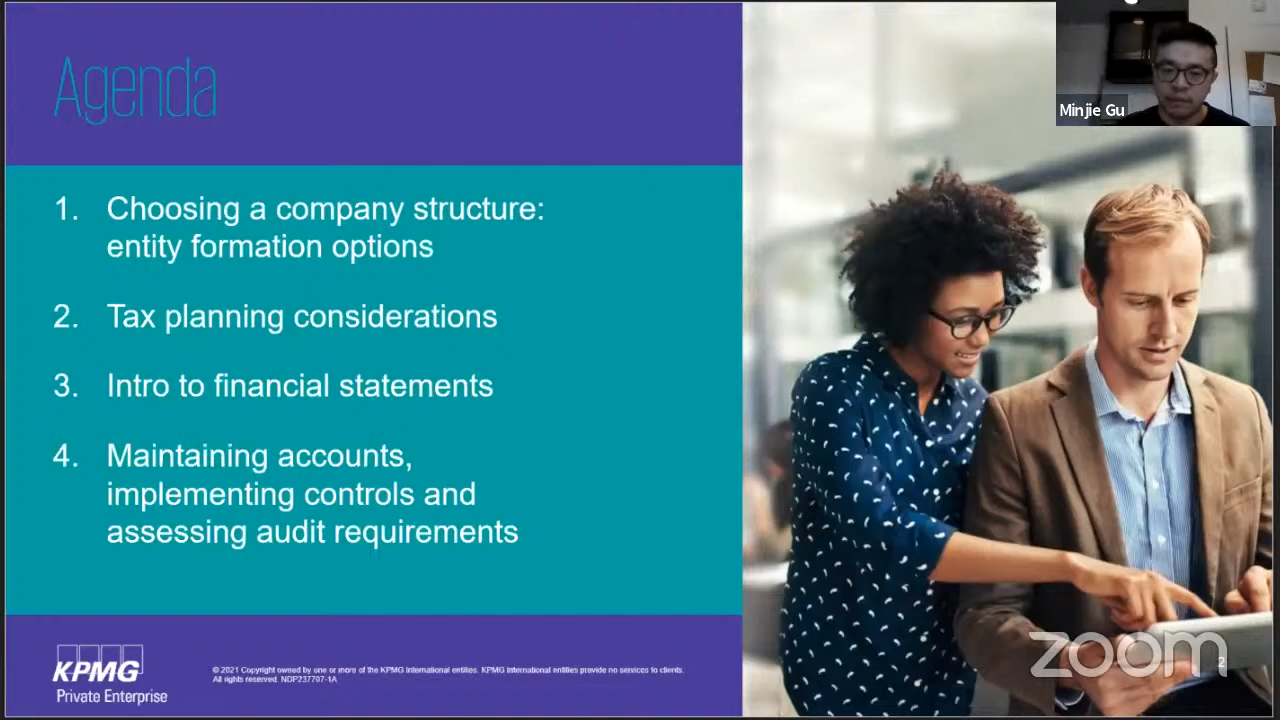 Agenda
Minjie Gu
1. Choosing a company structure:
entity formation options
2. Tax planning considerations
3. Intro to financial statements
4. Maintaining accounts,
implementing controls and
assessing audit requirements
KPMG
Private Enterprise
© 2021 Copyright owned by one or more of the KPMG International entities. KPMG International entities provide no services to clients.
All rights reserved. NDP237707-1A
zoom
2